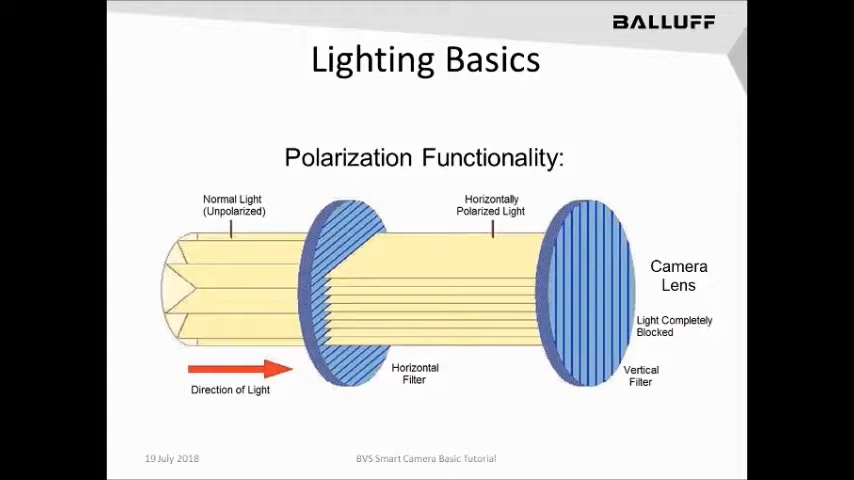 BALLUFF
Lighting Basics
Polarization Functionality:
Normal Light
(Unpolarized)
Horizontally
Polarized Light
Camera
Lens
Light Completely
Blocked
Horizontal
Filter
Vertical
Filter
Direction of Light
19 July 2018
BVS Smart Camera Basic Tutorial